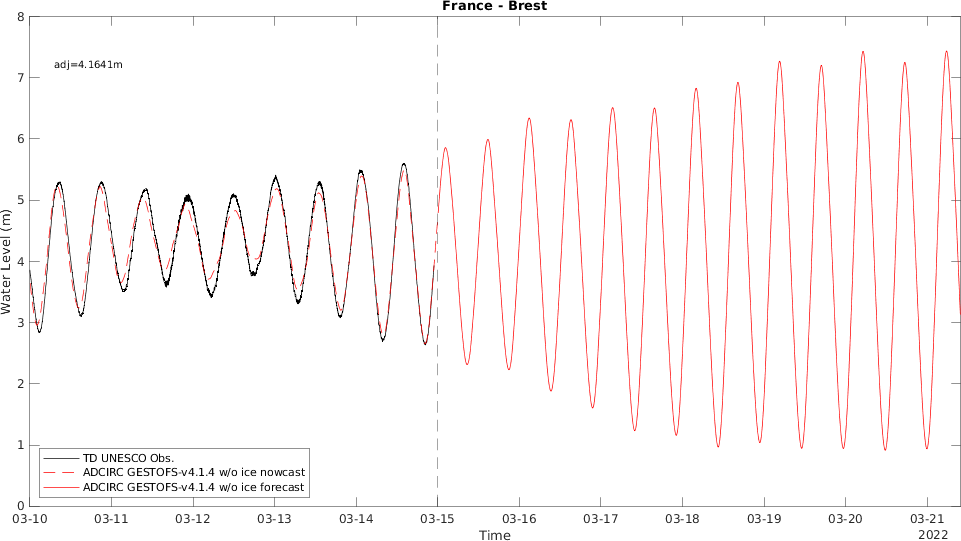 France - Brest
adj=4.1641m
8
7
6
5
4
3
2
1
0
Water Level (m)
TD UNESCO Obs.
ADCIRC GESTOFS-v4.1.4 w/o ice nowcast
ADCIRC GESTOFS-v4.1.4 w/o ice forecast
03-10 03-11 03-12 03-13 03-14 03-15 03-16 03-17 03-18 03-19 03-20 03-21
Time
2022